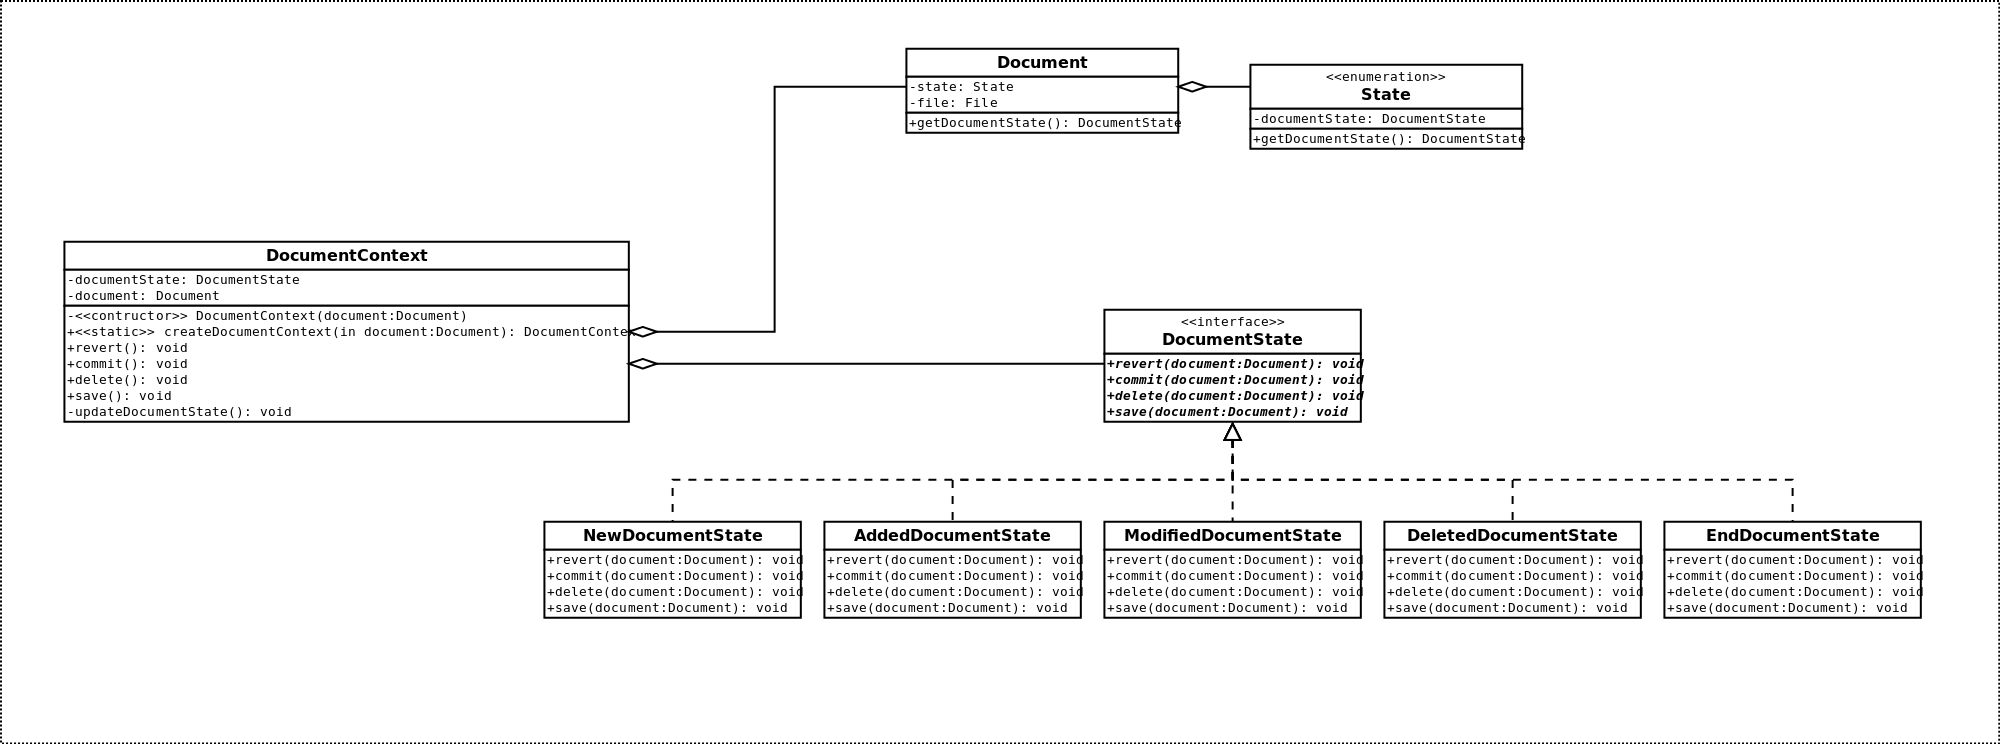 Document
-state: State
-file: File
+getDocumentState(): DocumentState
<<enumeration>>
State
-documentState: DocumentState
+getDocumentState(): DocumentState
DocumentContext
-documentState: DocumentState
-document: Document
-<<contructor>> DocumentContext(document:Document)
+<<static>> createDocumentContext(in document:Document): DocumentConte
+revert(): void
+commit(): void
+delete(): void
+save(): void
-updateDocumentState(): void
<<interface>>
DocumentState
+revert(document:Document): void
+commit(document:Document): void
+delete(document:Document): void
+save(document:Document): void
NewDocumentState
+revert(document:Document): void
+commit(document:Document): void
+delete(document:Document): void
+save(document:Document): void
AddedDocumentState
+revert(document:Document): void
+commit(document:Document): void
+delete(document:Document): void
+save(document:Document): void
ModifiedDocumentState
+revert(document:Document): void
+commit(document:Document): void
+delete(document:Document): void
+save(document:Document): void
DeletedDocumentState
+revert(document:Document): void
+commit(document:Document): void
+delete(document:Document): void
+save(document:Document): void
EndDocumentState
+revert(document:Document): void
+commit(document:Document): void
+delete(document:Document): void
+save(document:Document): void